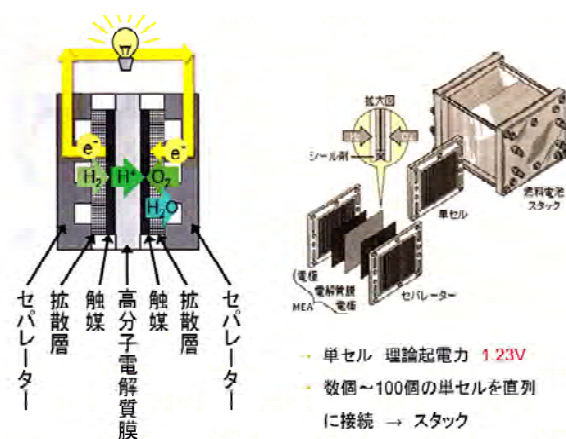 e⁻
e⁻
H₂
H⁺
O₂
H₂O
セパレーター
拡散層
触媒
高分子電解質膜
触媒
拡散層
セパレーター
拡大図
シール剤
燃料電池
スタック
単セル
セパレーター
電極
電解質膜
電極
MEA
単セル 理論起電力 1.23V
数個～100個の単セルを直列
に接続 → スタック